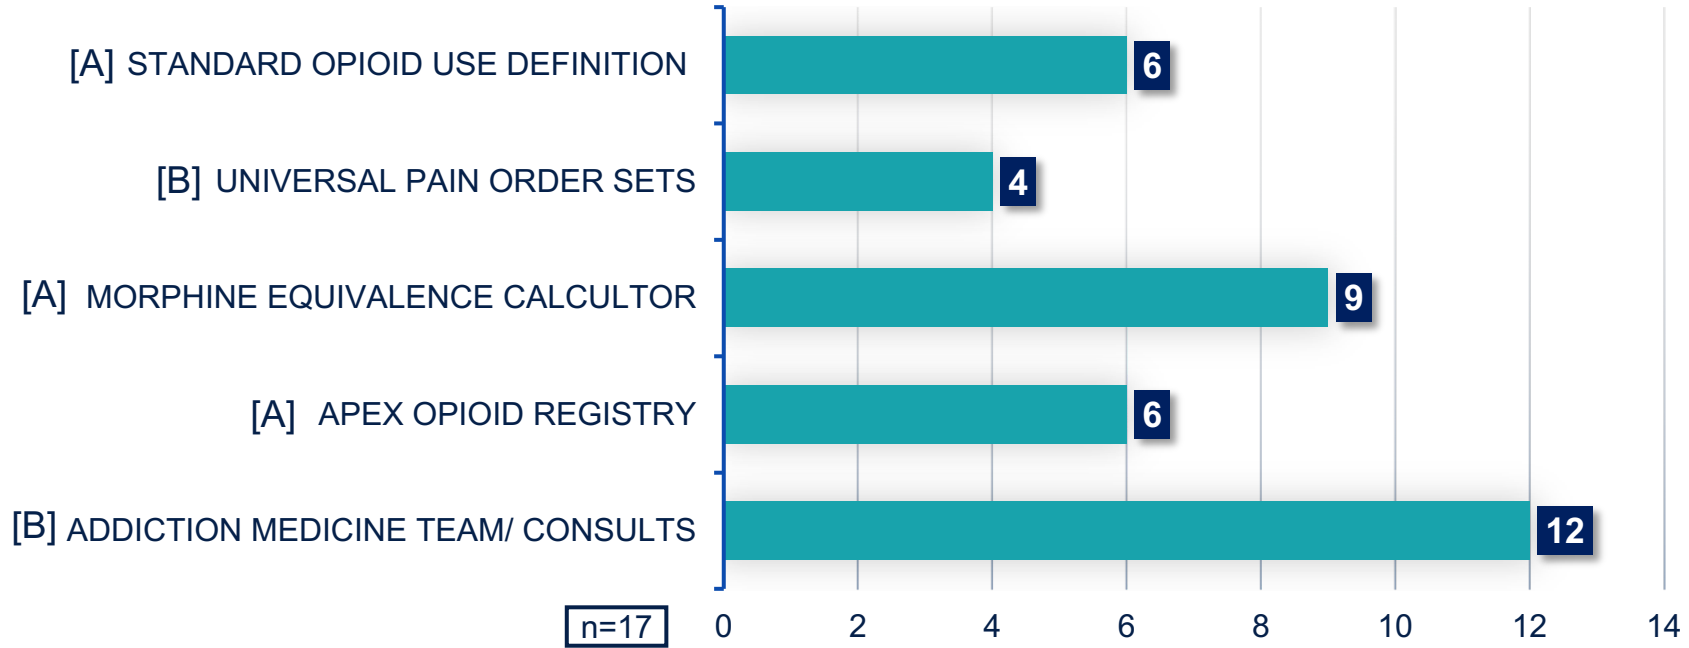 [A] STANDARD OPIOID USE DEFINITION
6
[B] UNIVERSAL PAIN ORDER SETS
4
[A] MORPHINE EQUIVALENCE CALCULTOR
9
[A] APEX OPIOID REGISTRY
6
[B] ADDICTION MEDICINE TEAM/ CONSULTS
12
n=17
0 2 4 6 8 10 12 14